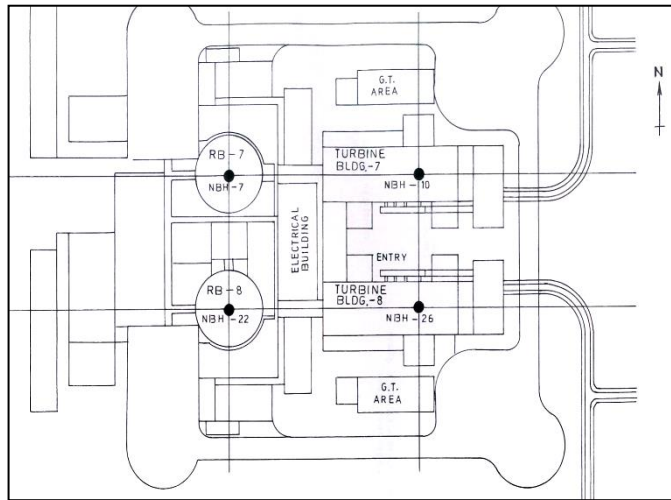 G.T.
AREA
N
RB-7
NBH-7
TURBINE
BLDG,-7
NBH-10
ELECTRICAL
BUILDING
ENTRY
RB-8
NBH-22
TURBINE
BLDG,-8
NBH-26
G.T.
AREA